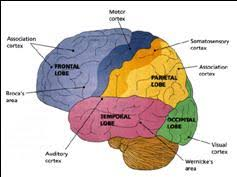 Motor
cortex
Association
cortex
Somatosensory
cortex
FRONTAL
LOBE
PARIETAL
LOBE
Association
cortex
Broca's
area
TEMPORAL
LOBE
OCCIPITAL
LOBE
Auditory
cortex
Visual
cortex
Wernicke's
area